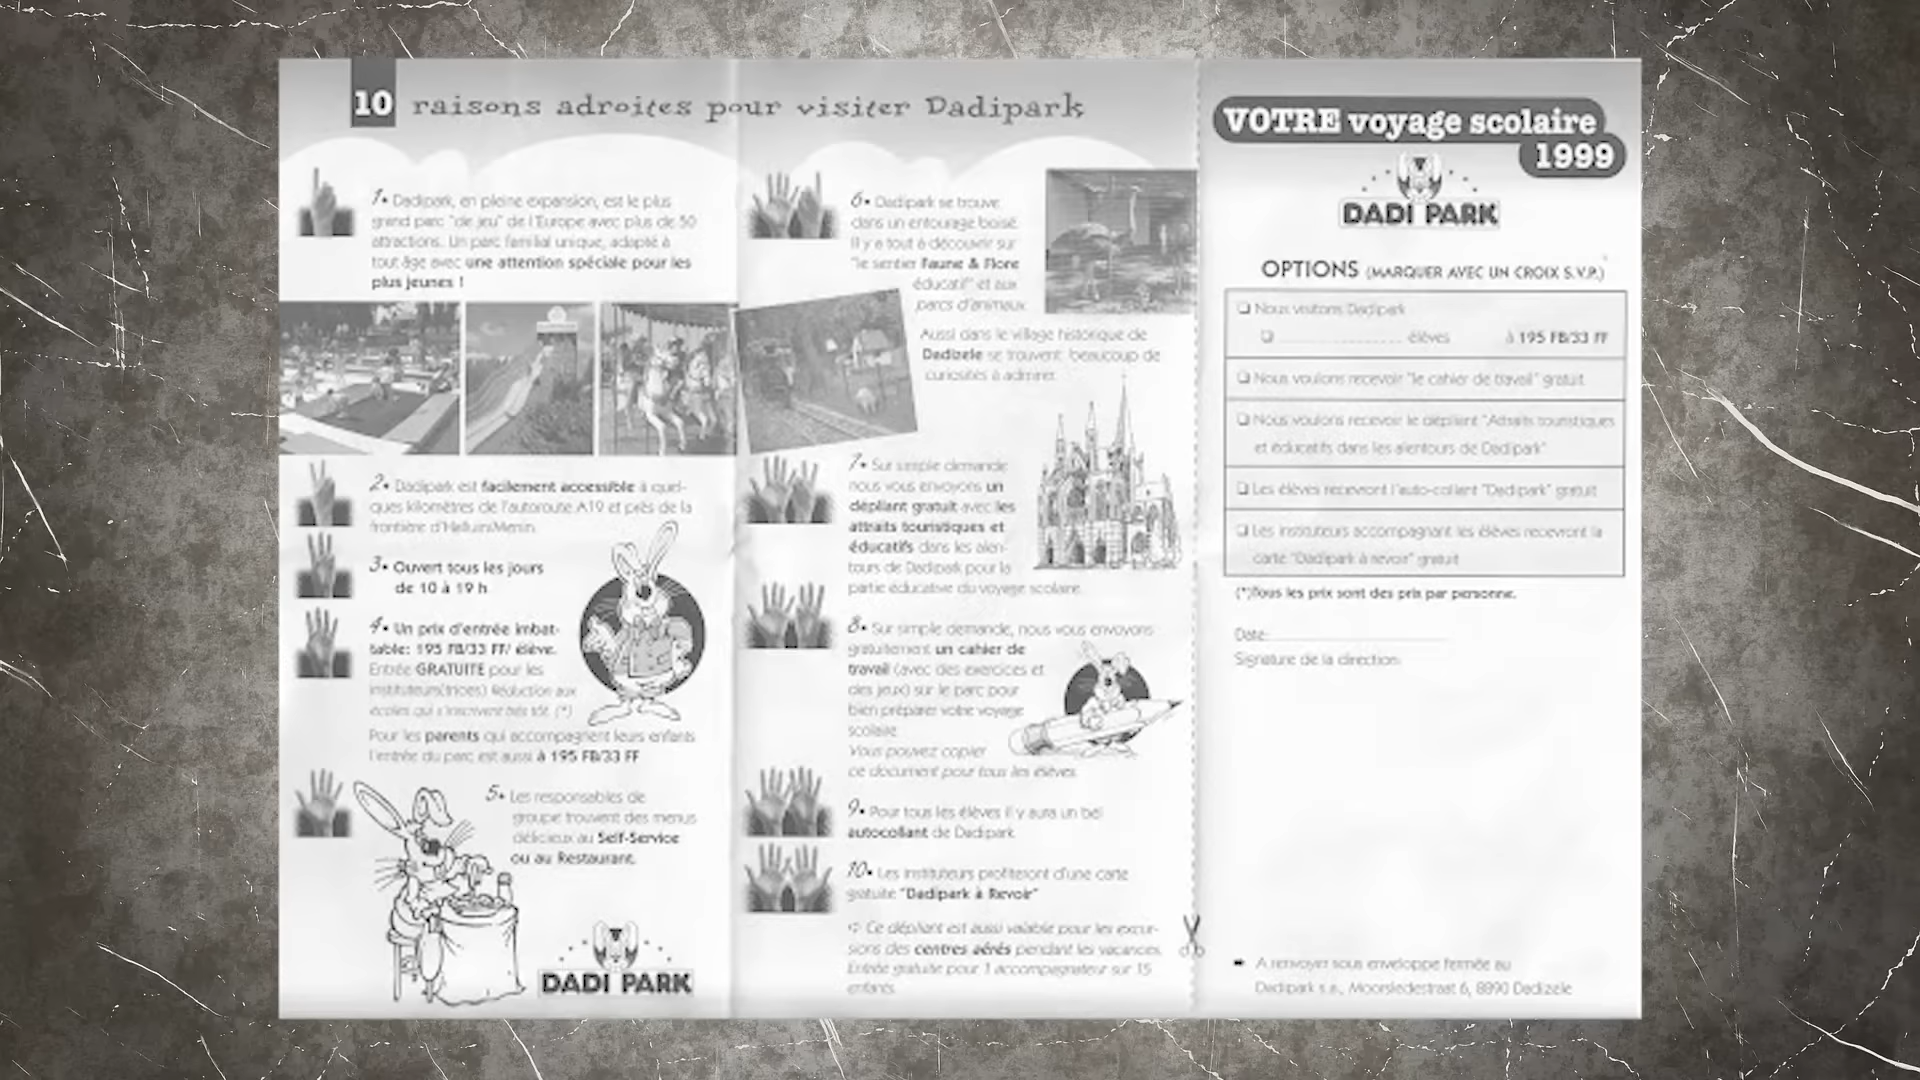 10 raisons adroites pour visiter Dadipark
1. Dadipark, en pleine expansion, est le plus
grand parc "de jeu" de l'Europe avec plus de 50
attractions. Un parc familial unique, adapté à
tout âge avec une attention spéciale pour les
plus jeunes !
2. Dadipark est facilement accessible à quel-
ques kilomètres de l'autoroute A19 et près de la
frontière d'Halluin/Menin.
3. Ouvert tous les jours
de 10 à 19 h
4. Un prix d'entrée imbat-
table: 195 FB/33 FF/ élève.
Entrée GRATUITE pour les
instituteurs(trices) Réduction aux
écoles qui s'inscrivent très tôt. (*)
Pour les parents qui accompagnent leurs enfants
l'entrée du parc est aussi à 195 FB/33 FF
5. Les responsables de
groupe trouvent des menus
délicieux au Self-Service
ou au Restaurant.
DADI PARK
6. Dadipark se trouve
dans un entourage boisé.
Il y a tout à découvrir sur
"le sentier Faune & Flore
éducatif" et aux
parcs d'animaux.
Aussi dans le village historique de
Dadizele se trouvent beaucoup de
curiosités à admirer.
7. Sur simple demande
nous vous envoyons un
dépliant gratuit avec les
attraits touristiques et
éducatifs dans les alen-
tours de Dadipark pour la
partie éducative du voyage scolaire.
8. Sur simple demande, nous vous envoyons
gratuitement un cahier de
travail (avec des exercices et
des jeux) sur le parc pour
bien préparer votre voyage
scolaire.
Vous pouvez copier
ce document pour tous les élèves.
9. Pour tous les élèves il y aura un bel
autocollant de Dadipark.
10. Les instituteurs profiteront d'une carte
gratuite "Dadipark à Revoir"
Ce dépliant est aussi valable pour les excur-
sions des centres aérés pendant les vacances.
Entrée gratuite pour 1 accompagnateur sur 15
enfants.
VOTRE voyage scolaire
1999
DADI PARK
OPTIONS (MARQUER AVEC UN CROIX S.V.P.)
Nous visitons Dadipark
élèves à 195 FB/33 FF
Nous voulons recevoir "le cahier de travail" gratuit
Nous voulons recevoir le dépliant "Attraits touristiques
et éducatifs dans les alentours de Dadipark"
Les élèves recevront l'auto-collant "Dadipark" gratuit
Les instituteurs accompagnant les élèves recevront la
carte "Dadipark à revoir" gratuit
(*)Tous les prix sont des prix par personne.
Date:
Signature de la direction:
A renvoyer sous enveloppe fermée au
Dadipark s.a., Moorsledestraat 6, 8890 Dadizele